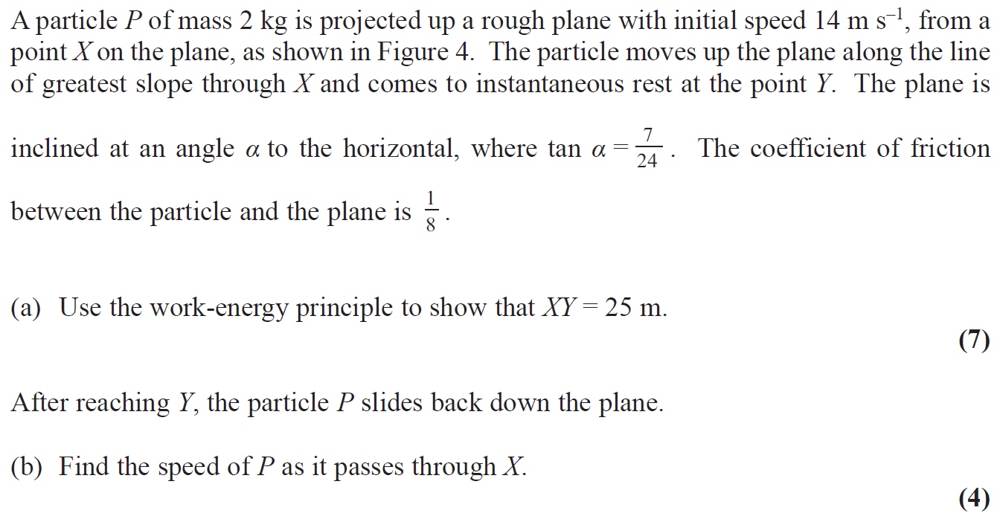 A particle P of mass 2 kg is projected up a rough plane with initial speed 14 m s⁻¹, from a
point X on the plane, as shown in Figure 4. The particle moves up the plane along the line
of greatest slope through X and comes to instantaneous rest at the point Y. The plane is
inclined at an angle α to the horizontal, where tan α = 7/24 . The coefficient of friction
between the particle and the plane is 1/8 .
(a) Use the work-energy principle to show that XY = 25 m.
(7)
After reaching Y, the particle P slides back down the plane.
(b) Find the speed of P as it passes through X.
(4)